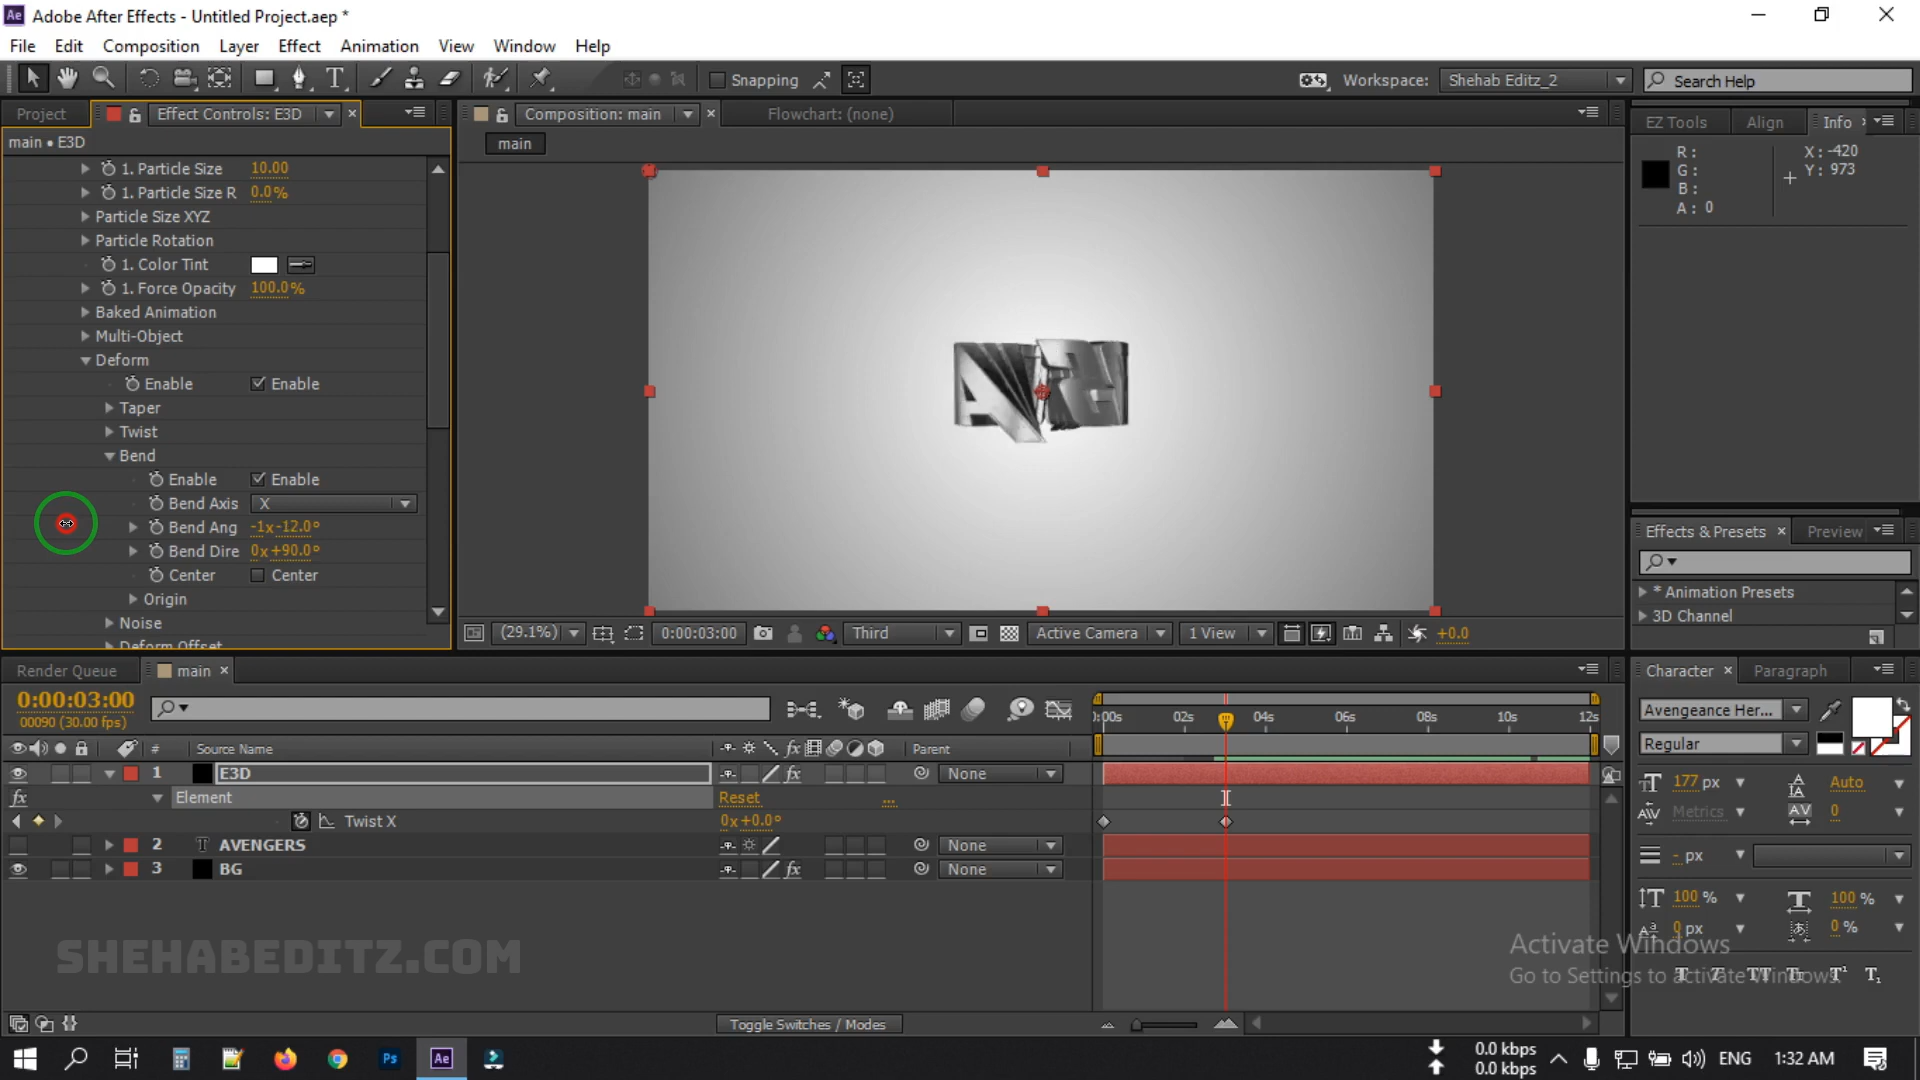 Adobe After Effects - Untitled Project.aep *
File Edit Composition Layer Effect Animation View Window Help
Snapping
Workspace: Shehab Editz_2
Search Help
Project
Effect Controls: E3D
main • E3D
1. Particle Size 10.00
1. Particle Size R 0.0%
Particle Size XYZ
Particle Rotation
1. Color Tint
1. Force Opacity 100.0%
Baked Animation
Multi-Object
Deform
Enable Enable
Taper
Twist
Bend
Enable Enable
Bend Axis X
Bend Ang -1x-12.0°
Bend Dire 0x+90.0°
Center Center
Origin
Noise
Deform Offset
Composition: main
Flowchart: (none)
main
(29.1%) 0:00:03:00 Third Active Camera 1 View +0.0
EZ Tools Align Info
R:
G:
B:
A: 0
X: -420
Y: 973
Effects & Presets Preview
* Animation Presets
3D Channel
Render Queue main
0:00:03:00
00090 (30.00 fps)
0:00s 02s 04s 06s 08s 10s 12s
# Source Name Parent
1 E3D None
Element Reset ...
Twist X 0x+0.0°
2 T AVENGERS None
3 BG None
SHEHABEDITZ.COM
Toggle Switches / Modes
Character Paragraph
Avengeance Her...
Regular
177 px Auto
Metrics 0
- px
100 % 100 %
0 px 0 %
Activate Windows
Go to Settings to activate Windows.
Ps Ae
0.0 kbps
0.0 kbps
ENG 1:32 AM